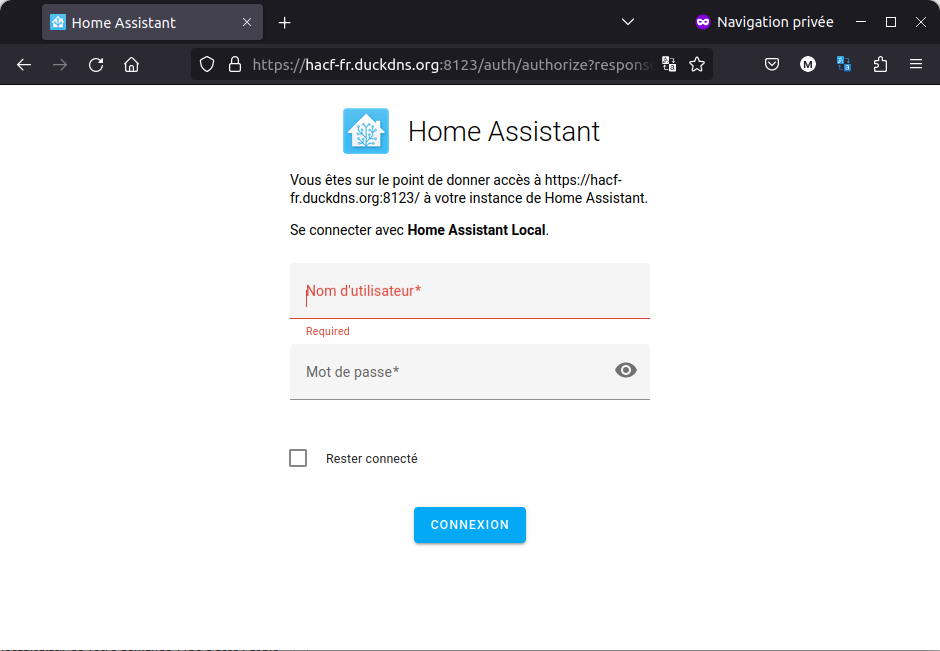 Home Assistant
Navigation privée
M
https://hacf-fr.duckdns.org:8123/auth/authorize?respons
Home Assistant
Vous êtes sur le point de donner accès à https://hacf-
fr.duckdns.org:8123/ à votre instance de Home Assistant.
Se connecter avec Home Assistant Local.
Nom d'utilisateur*
Required
Mot de passe*
Rester connecté
CONNEXION